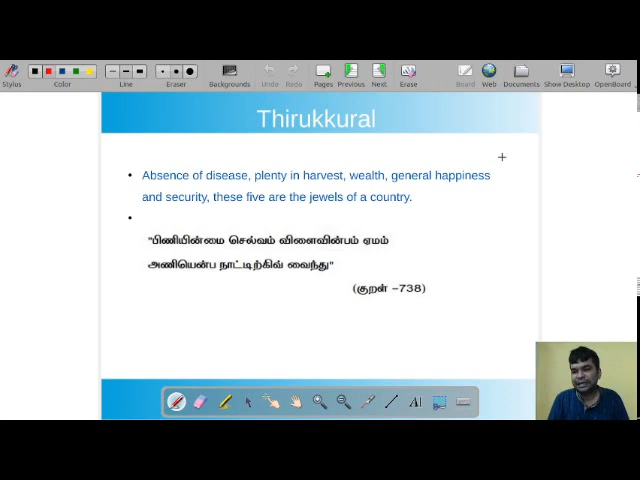 Stylus
Color
Line
Eraser
Backgrounds
Undo
Redo
Pages
Previous
Next
Erase
Board
Web
Documents
Show Desktop
OpenBoard
Thirukkural
Absence of disease, plenty in harvest, wealth, general happiness
and security, these five are the jewels of a country.
"பிணியின்மை செல்வம் விளைவின்பம் ஏமம்
அணியென்ப நாட்டிற்கிவ் வைந்து"
(குறள் –738)
AI